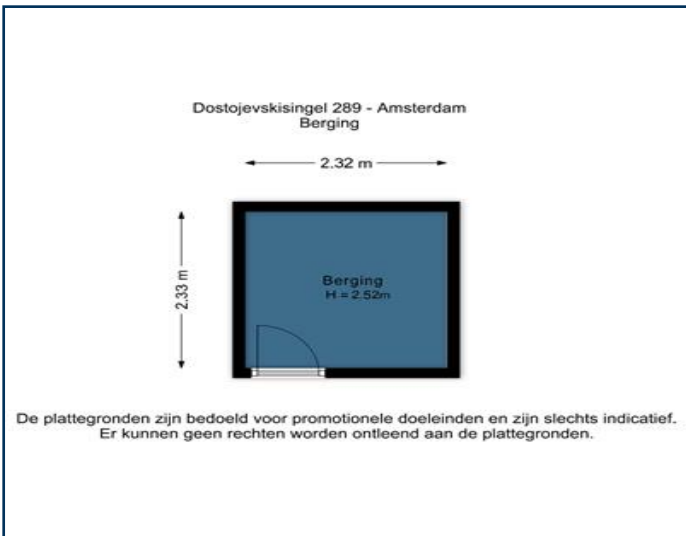 Dostojevskisingel 289 - Amsterdam
Berging
2.32 m
2.33 m
Berging
H = 2.52m
De plattegronden zijn bedoeld voor promotionele doeleinden en zijn slechts indicatief.
Er kunnen geen rechten worden ontleend aan de plattegronden.